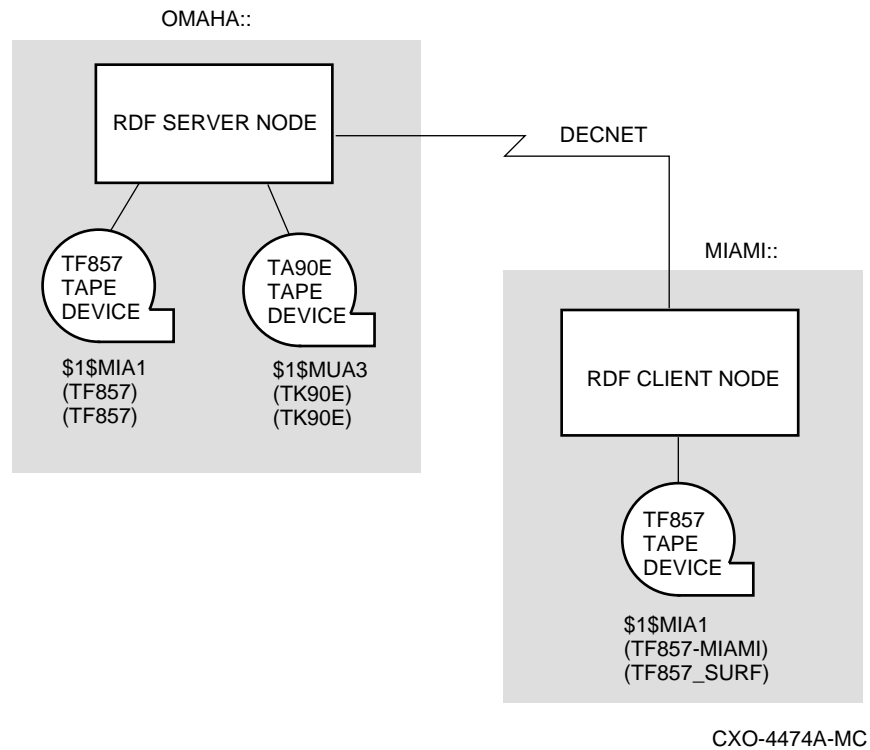 OMAHA::
RDF SERVER NODE
DECNET
TF857
TAPE
DEVICE
TA90E
TAPE
DEVICE
$1$MIA1
(TF857)
(TF857)
$1$MUA3
(TK90E)
(TK90E)
MIAMI::
RDF CLIENT NODE
TF857
TAPE
DEVICE
$1$MIA1
(TF857-MIAMI)
(TF857_SURF)
CXO-4474A-MC